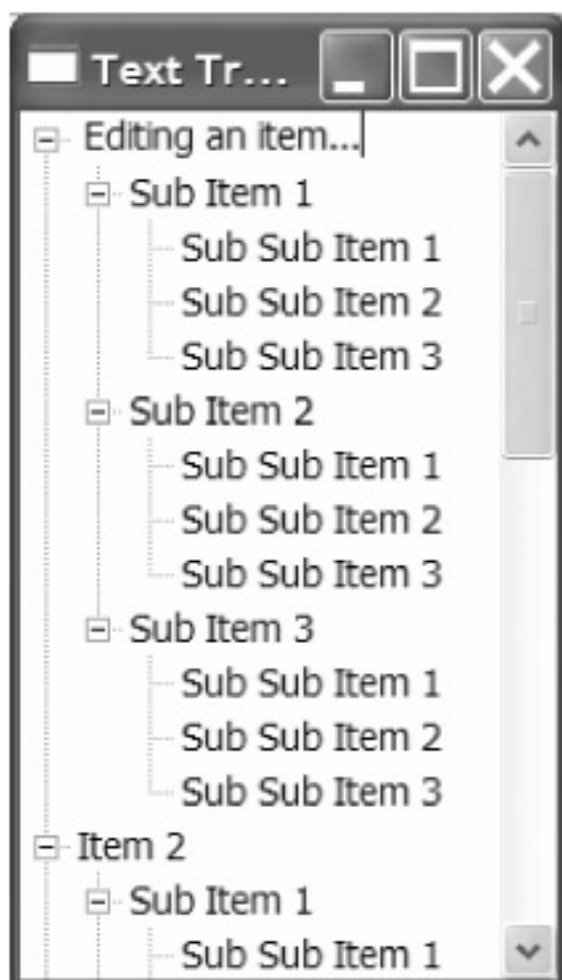 Text Tr...
Editing an item...
Sub Item 1
Sub Sub Item 1
Sub Sub Item 2
Sub Sub Item 3
Sub Item 2
Sub Sub Item 1
Sub Sub Item 2
Sub Sub Item 3
Sub Item 3
Sub Sub Item 1
Sub Sub Item 2
Sub Sub Item 3
Item 2
Sub Item 1
Sub Sub Item 1